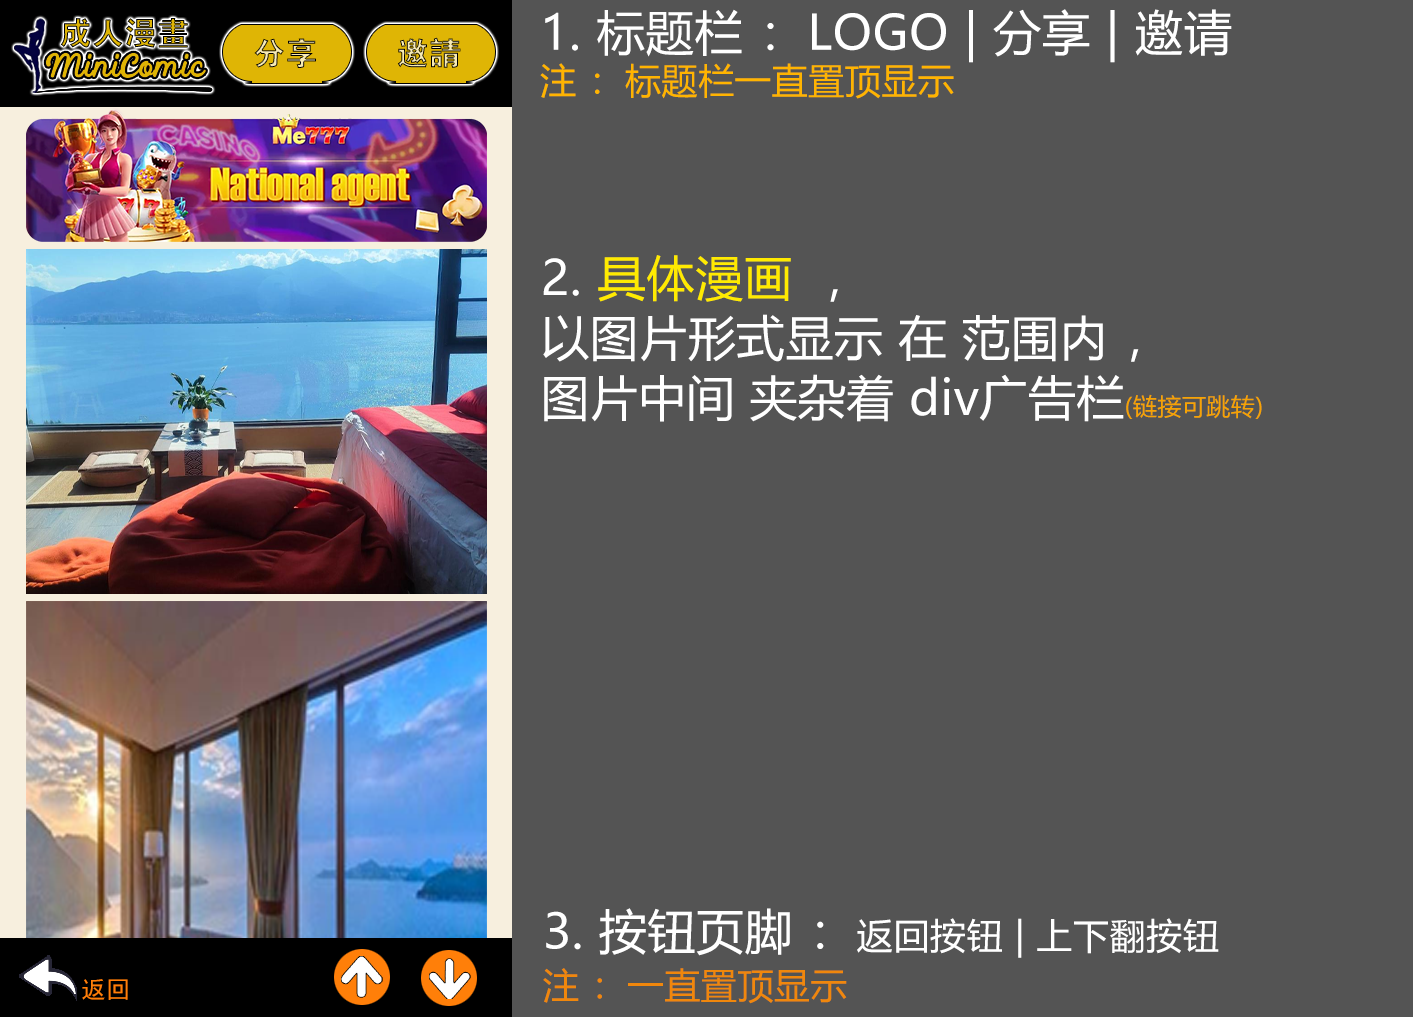 成人漫畫
MiniComic
分享
邀請
CASINO
Me777
National agent
777
返回
1. 标题栏： LOGO | 分享 | 邀请
注： 标题栏一直置顶显示
2. 具体漫画 ，
以图片形式显示 在 范围内 ，
图片中间 夹杂着 div广告栏(链接可跳转)
3. 按钮页脚 ： 返回按钮 | 上下翻按钮
注： 一直置顶显示